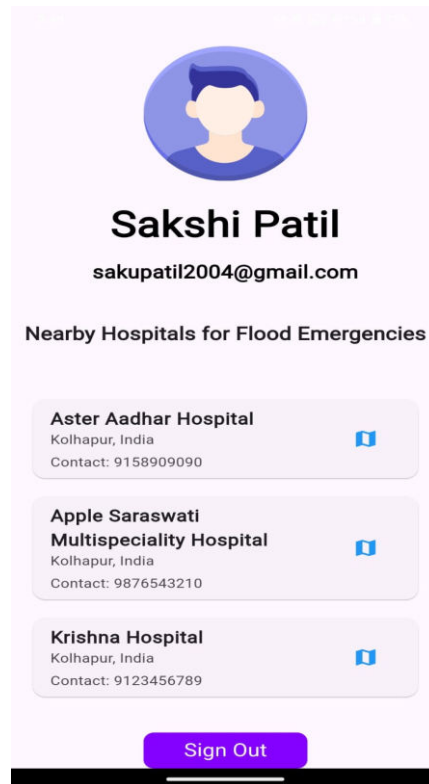 Sakshi Patil
sakupatil2004@gmail.com
Nearby Hospitals for Flood Emergencies
Aster Aadhar Hospital
Kolhapur, India
Contact: 9158909090
Apple Saraswati
Multispeciality Hospital
Kolhapur, India
Contact: 9876543210
Krishna Hospital
Kolhapur, India
Contact: 9123456789
Sign Out